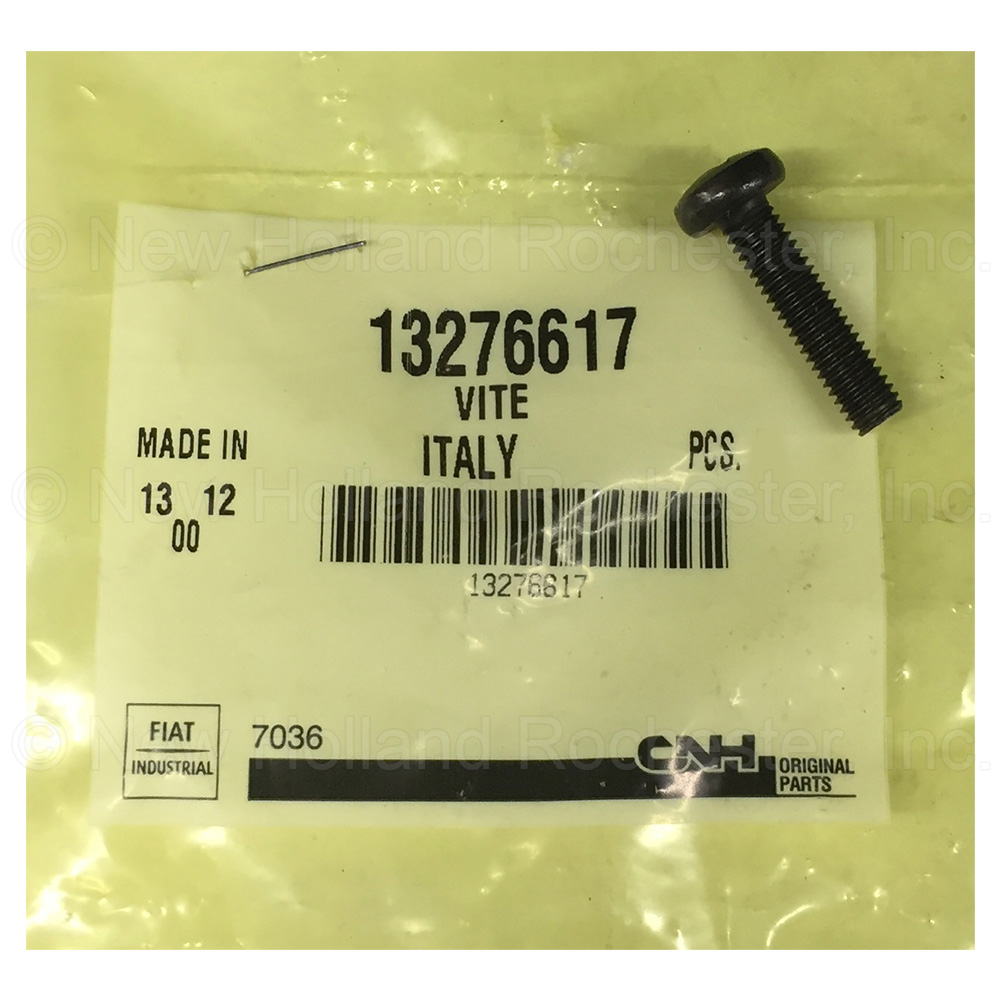 © New Holland Rochester, Inc.
13276617
VITE
MADE IN ITALY PCS.
© New Holland Rochester, Inc.
13 12
00
13276617
© New Holland Rochester, Inc.
FIAT
INDUSTRIAL
7036
CNH
ORIGINAL
PARTS